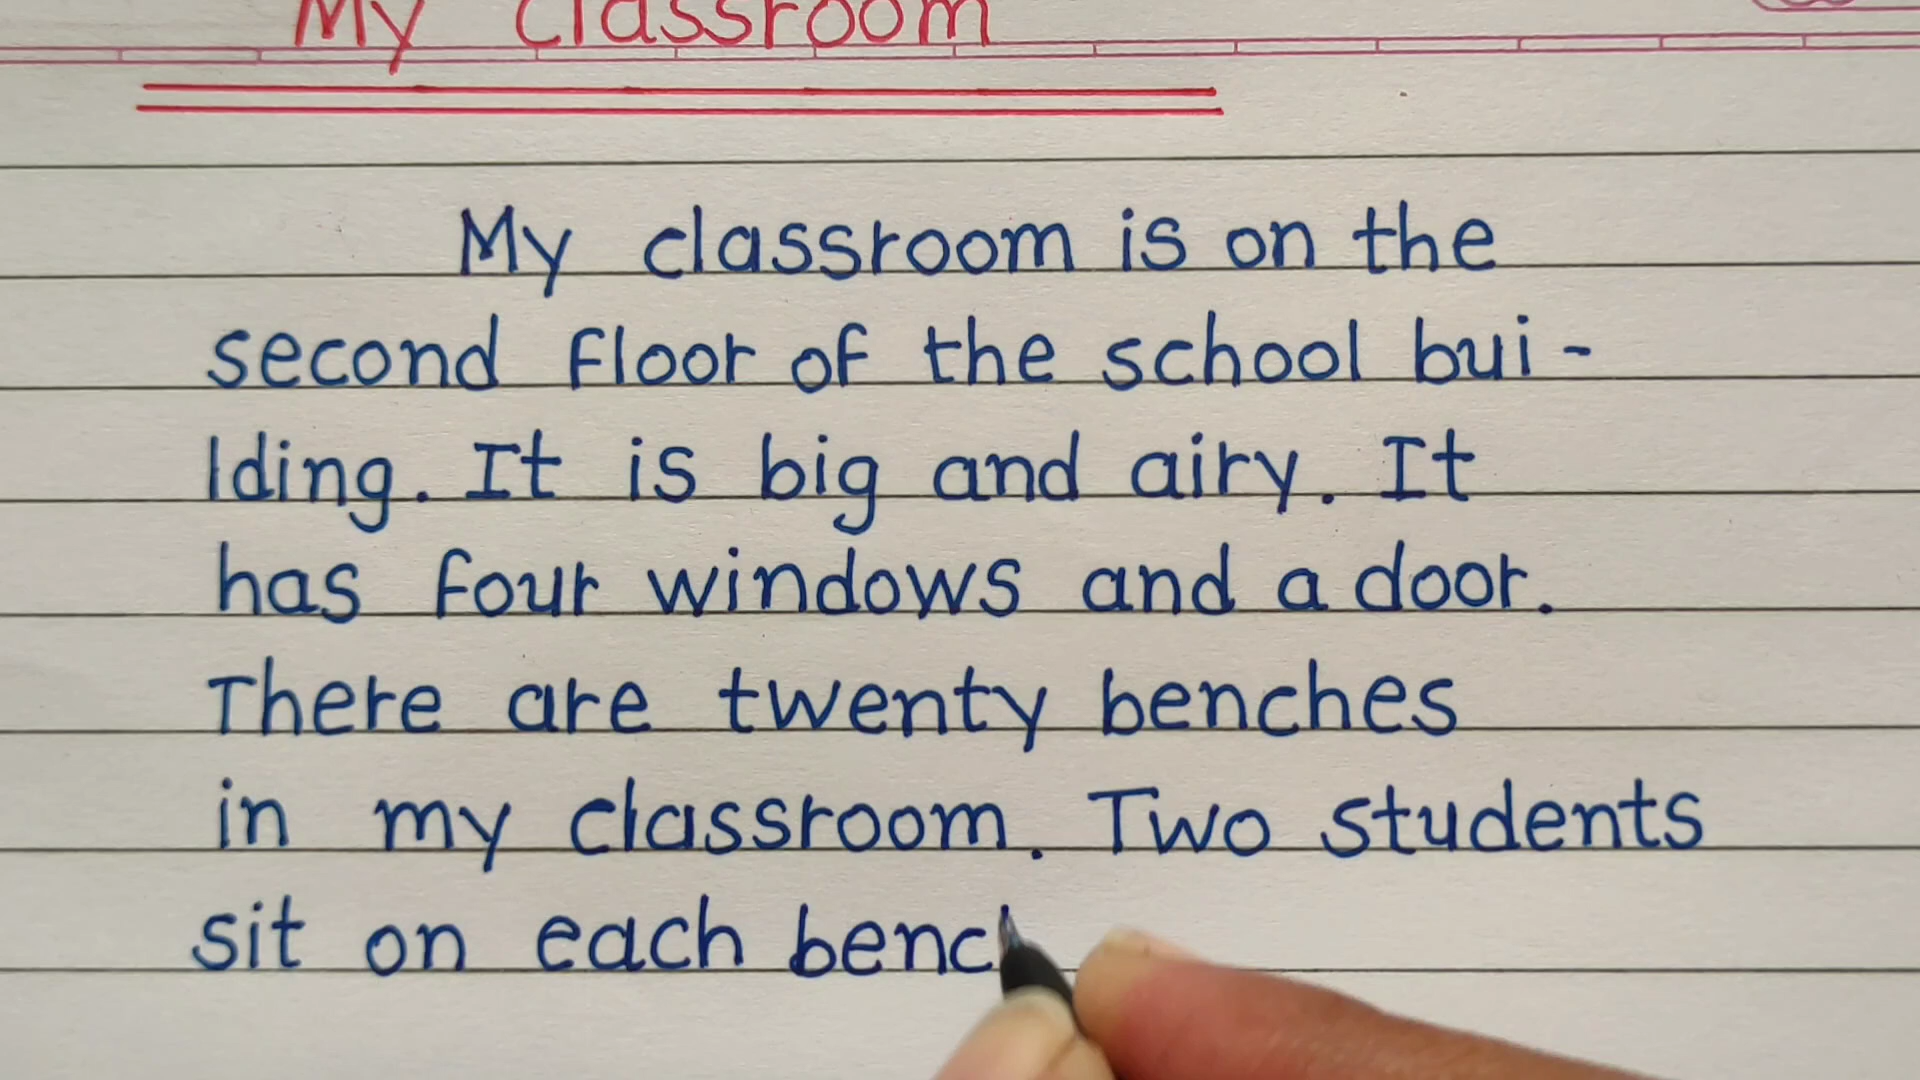 My classroom
My classroom is on the
second floor of the school bui-
lding. It is big and airy. It
has four windows and a door.
There are twenty benches
in my classroom. Two students
sit on each benc